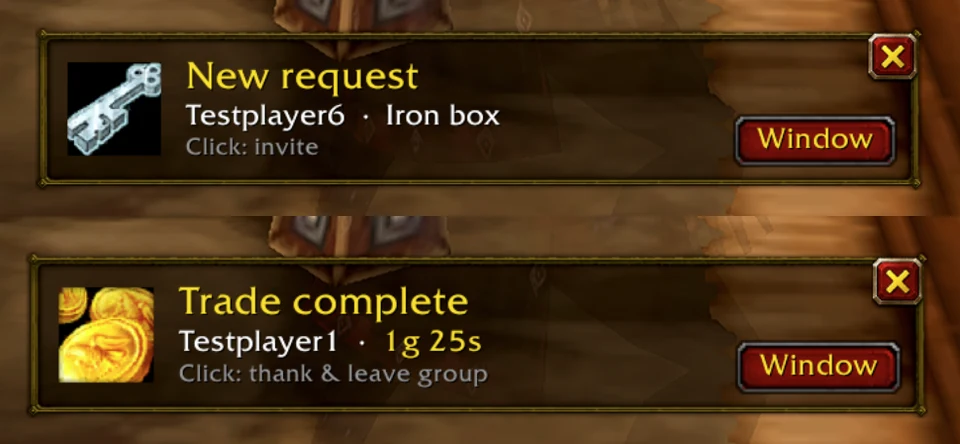 New request
Testplayer6 · Iron box
Click: invite
Window
Trade complete
Testplayer1 · 1g 25s
Click: thank & leave group
Window